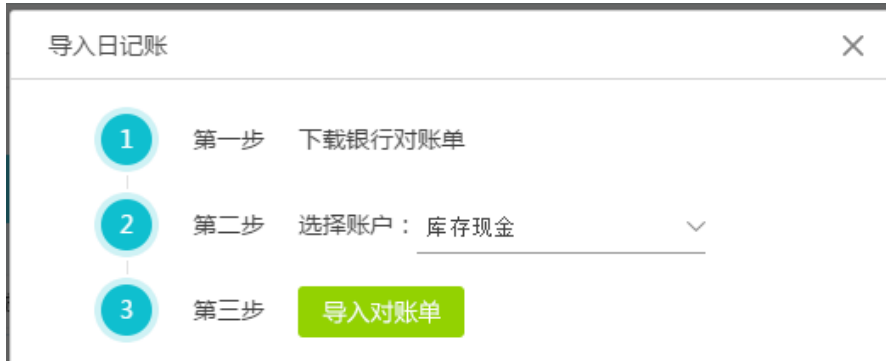 导入日记账
1 第一步 下载银行对账单
2 第二步 选择账户： 库存现金
3 第三步 导入对账单